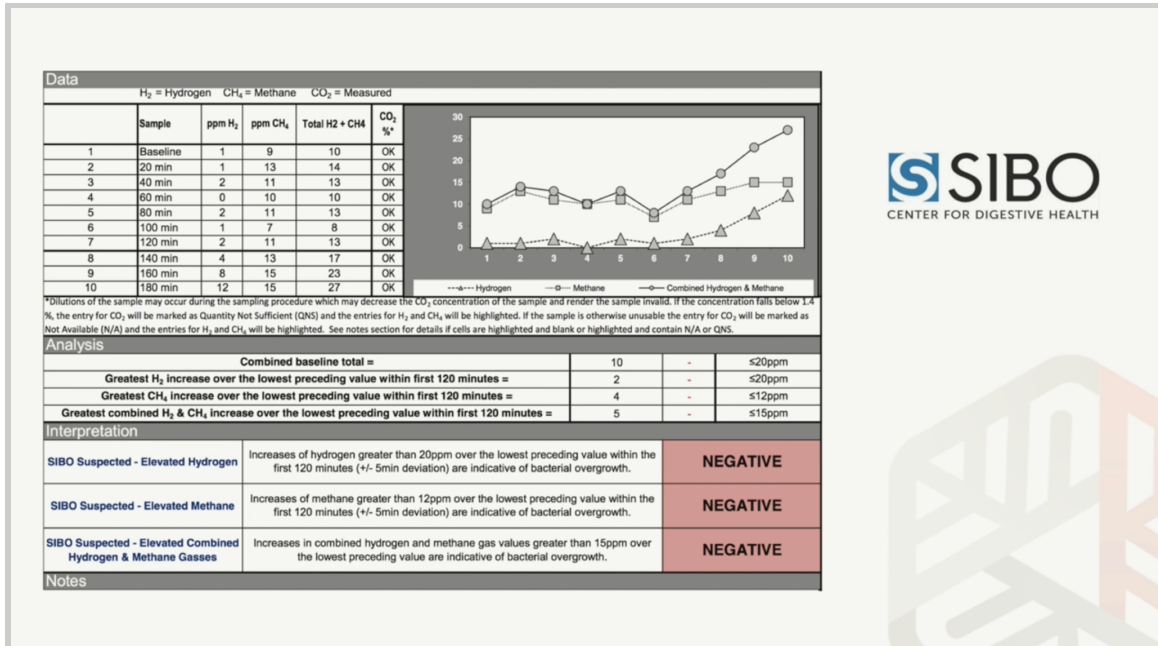 Data
H2 = Hydrogen CH4 = Methane CO2 = Measured
Sample ppm H2 ppm CH4 Total H2 + CH4 CO2 %*
1 Baseline 1 9 10 OK
2 20 min 1 13 14 OK
3 40 min 2 11 13 OK
4 60 min 0 10 10 OK
5 80 min 2 11 13 OK
6 100 min 1 7 8 OK
7 120 min 2 11 13 OK
8 140 min 4 13 17 OK
9 160 min 8 15 23 OK
10 180 min 12 15 27 OK
30
25
20
15
10
5
0
1 2 3 4 5 6 7 8 9 10
Hydrogen Methane Combined Hydrogen & Methane
*Dilutions of the sample may occur during the sampling procedure which may decrease the CO2 concentration of the sample and render the sample invalid. If the concentration falls below 1.4
%, the entry for CO2 will be marked as Quantity Not Sufficient (QNS) and the entries for H2 and CH4 will be highlighted. If the sample is otherwise unusable the entry for CO2 will be marked as
Not Available (N/A) and the entries for H2 and CH4 will be highlighted. See notes section for details if cells are highlighted and blank or highlighted and contain N/A or QNS.
Analysis
Combined baseline total = 10 - ≤20ppm
Greatest H2 increase over the lowest preceding value within first 120 minutes = 2 - ≤20ppm
Greatest CH4 increase over the lowest preceding value within first 120 minutes = 4 - ≤12ppm
Greatest combined H2 & CH4 increase over the lowest preceding value within first 120 minutes = 5 - ≤15ppm
Interpretation
SIBO Suspected - Elevated Hydrogen
Increases of hydrogen greater than 20ppm over the lowest preceding value within the
first 120 minutes (+/- 5min deviation) are indicative of bacterial overgrowth.
NEGATIVE
SIBO Suspected - Elevated Methane
Increases of methane greater than 12ppm over the lowest preceding value within the
first 120 minutes (+/- 5min deviation) are indicative of bacterial overgrowth.
NEGATIVE
SIBO Suspected - Elevated Combined
Hydrogen & Methane Gasses
Increases in combined hydrogen and methane gas values greater than 15ppm over
the lowest preceding value are indicative of bacterial overgrowth.
NEGATIVE
Notes
S SIBO
CENTER FOR DIGESTIVE HEALTH